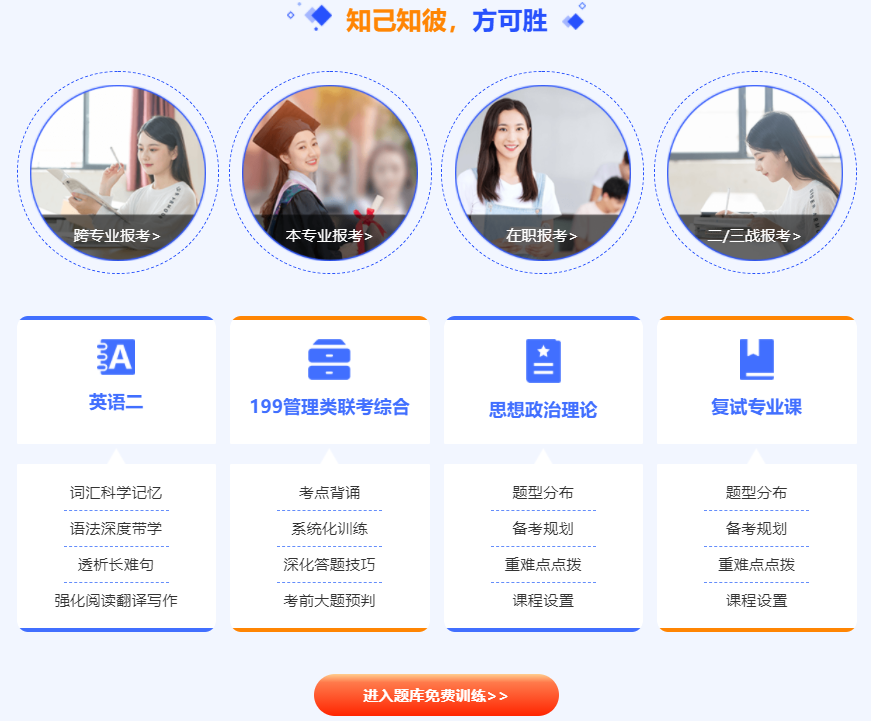 知己知彼，方可胜
跨专业报考>
本专业报考>
在职报考>
二/三战报考>
A
英语二
199管理类联考综合
思想政治理论
复试专业课
词汇科学记忆
语法深度带学
透析长难句
强化阅读翻译写作
考点背诵
系统化训练
深化答题技巧
考前大题预判
题型分布
备考规划
重难点点拨
课程设置
题型分布
备考规划
重难点点拨
课程设置
进入题库免费训练>>